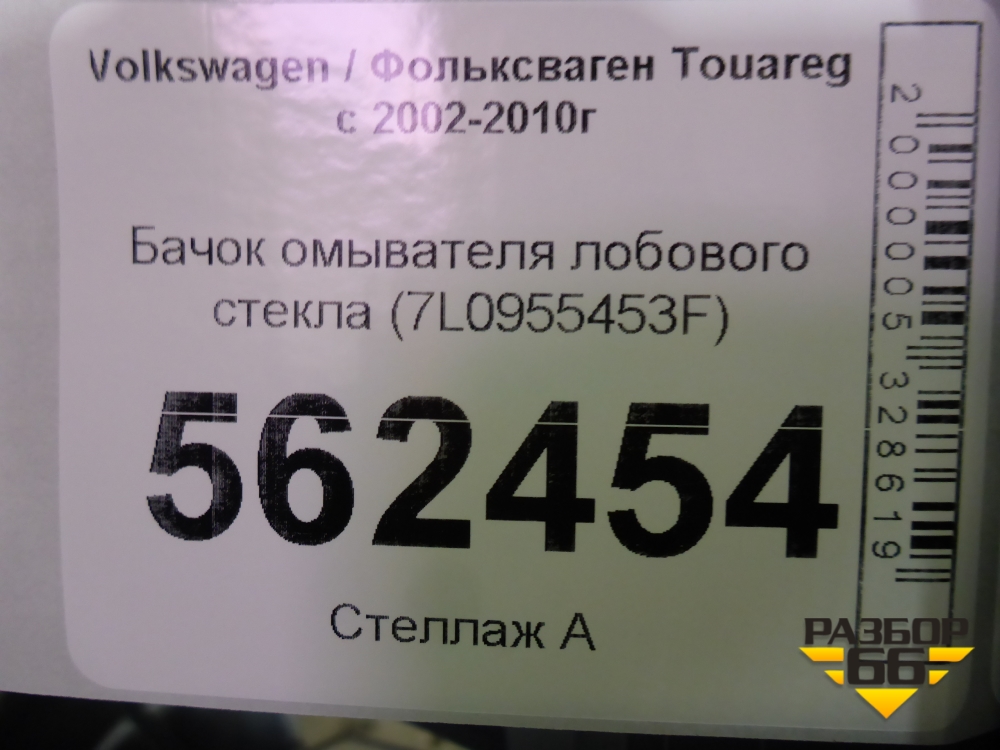 Volkswagen / Фольксваген Touareg
с 2002-2010г
Бачок омывателя лобового
стекла (7L0955453F)
562454
Стеллаж А
2000005328619
РАЗБОР
66